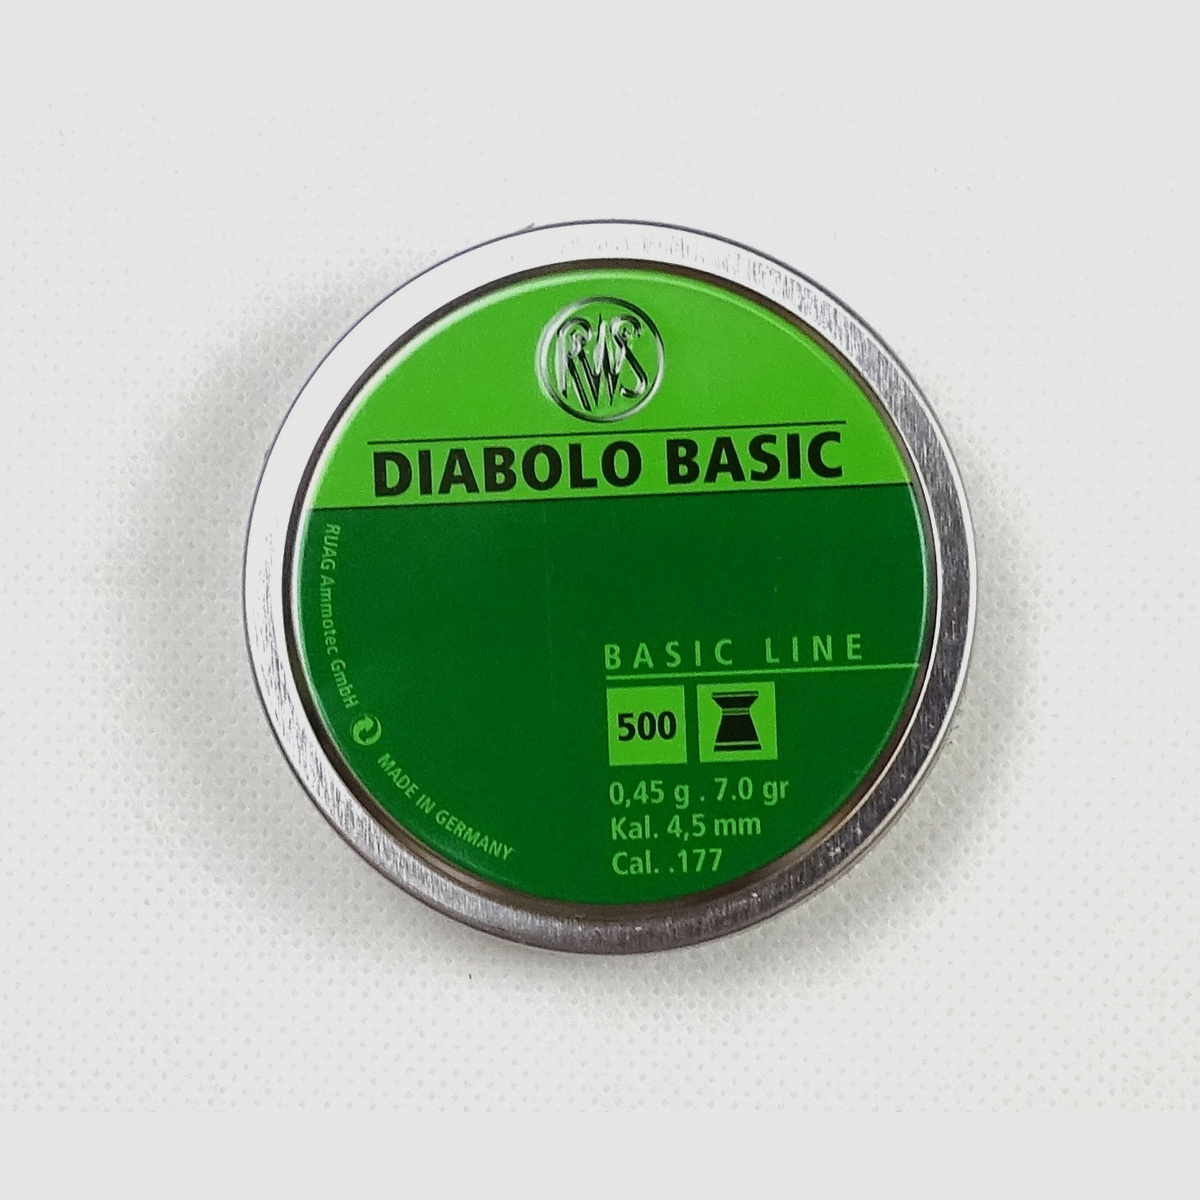 RWS
DIABOLO BASIC
RUAG Ammotec GmbH
MADE IN GERMANY
BASIC LINE
500
0,45 g . 7.0 gr
Kal. 4,5 mm
Cal. .177